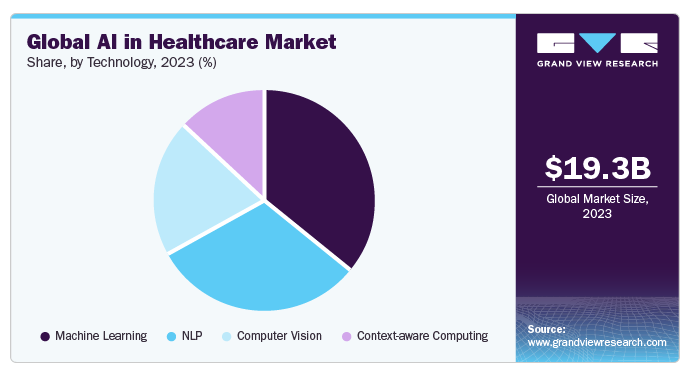 Global AI in Healthcare Market
Share, by Technology, 2023 (%)
Machine Learning
NLP
Computer Vision
Context-aware Computing
GRAND VIEW RESEARCH
$19.3B
Global Market Size,
2023
Source:
www.grandviewresearch.com